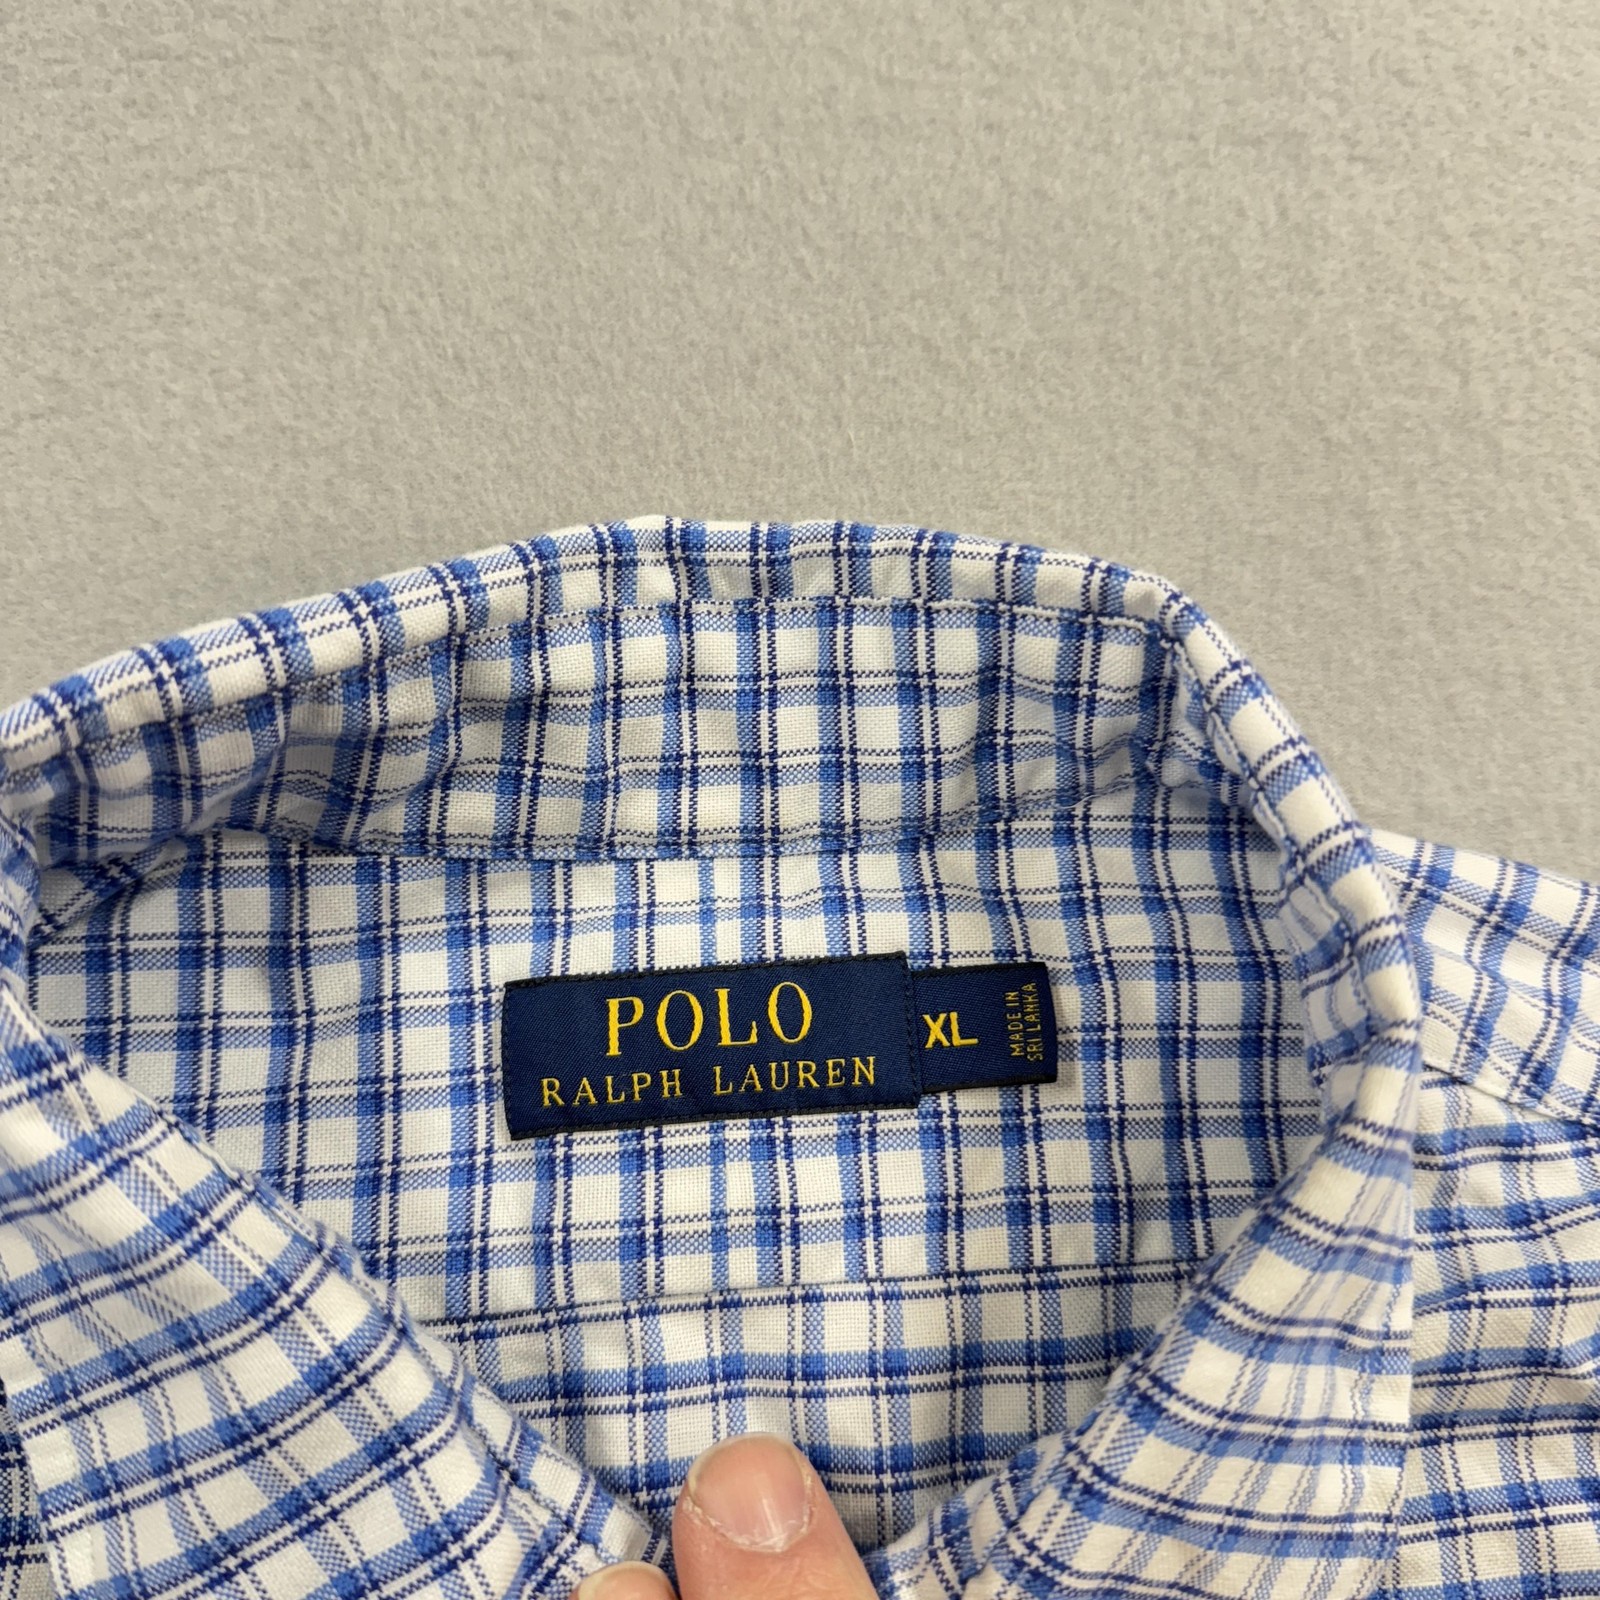 POLO
RALPH LAUREN
XL
MADE IN
SRI LANKA